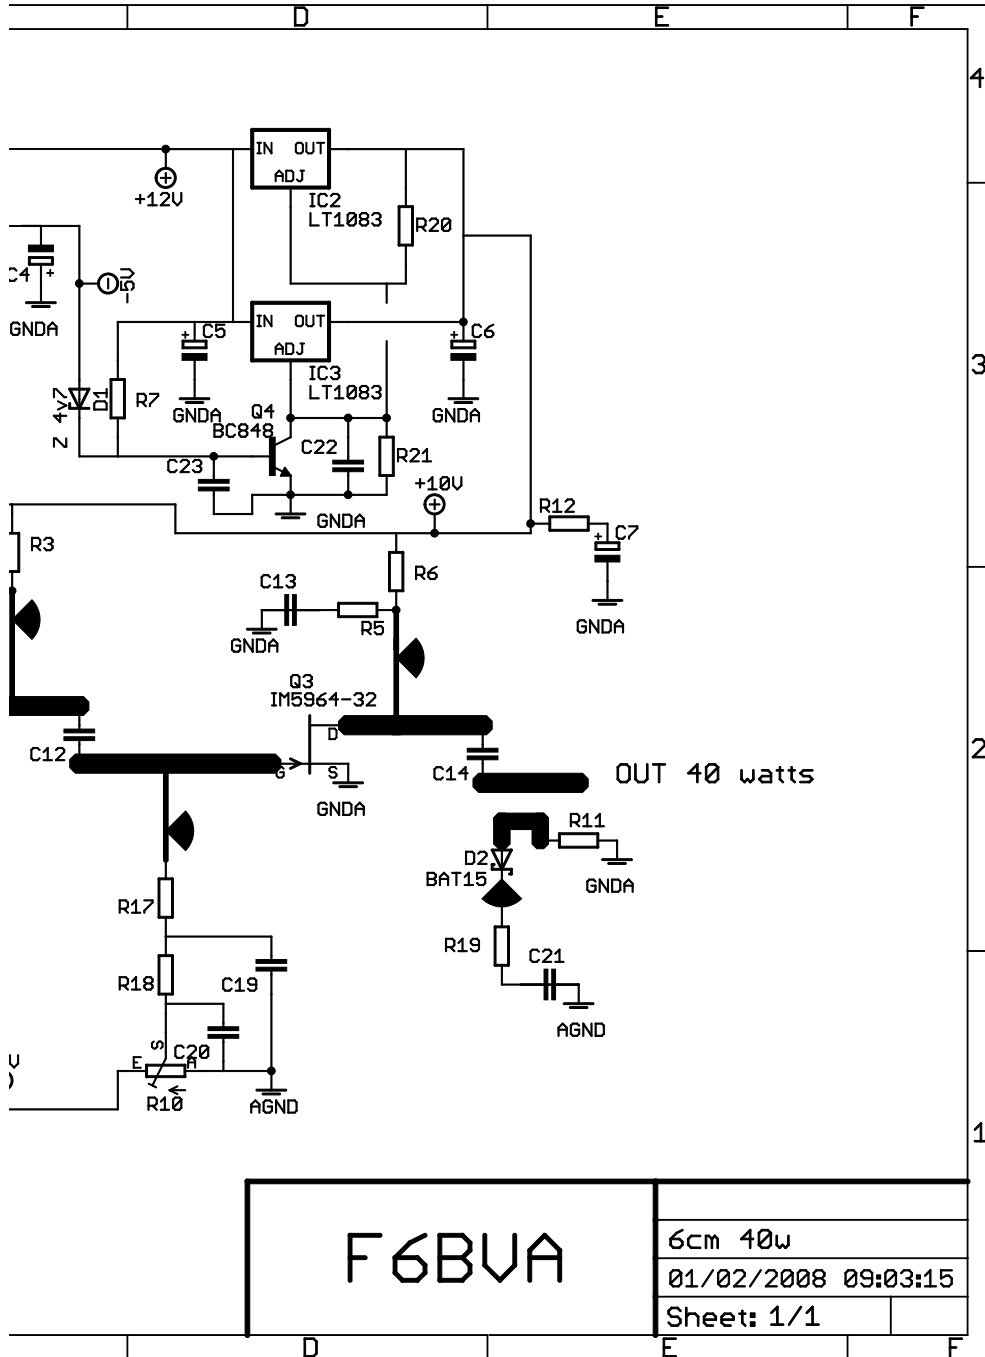 D E F
4
IN OUT
ADJ
+12V
IC2
LT1083
R20
C4
+
-5V
GNDA
IN OUT
ADJ
+ C5
+ C6
IC3
LT1083
Z 4v7
D1
R7
GNDA
Q4
BC848
GNDA
3
C23
C22
R21
+10V
GNDA
R12
+ C7
R3
C13
R6
R5
GNDA
GNDA
Q3
IM5964-32
D
G
S
C12
C14
OUT 40 watts
2
GNDA
R11
D2
BAT15
GNDA
R17
R19
C21
R18
C19
AGND
S
C20
E
A
V
R10
AGND
1
F6BVA
6cm 40w
01/02/2008 09:03:15
Sheet: 1/1
D E F